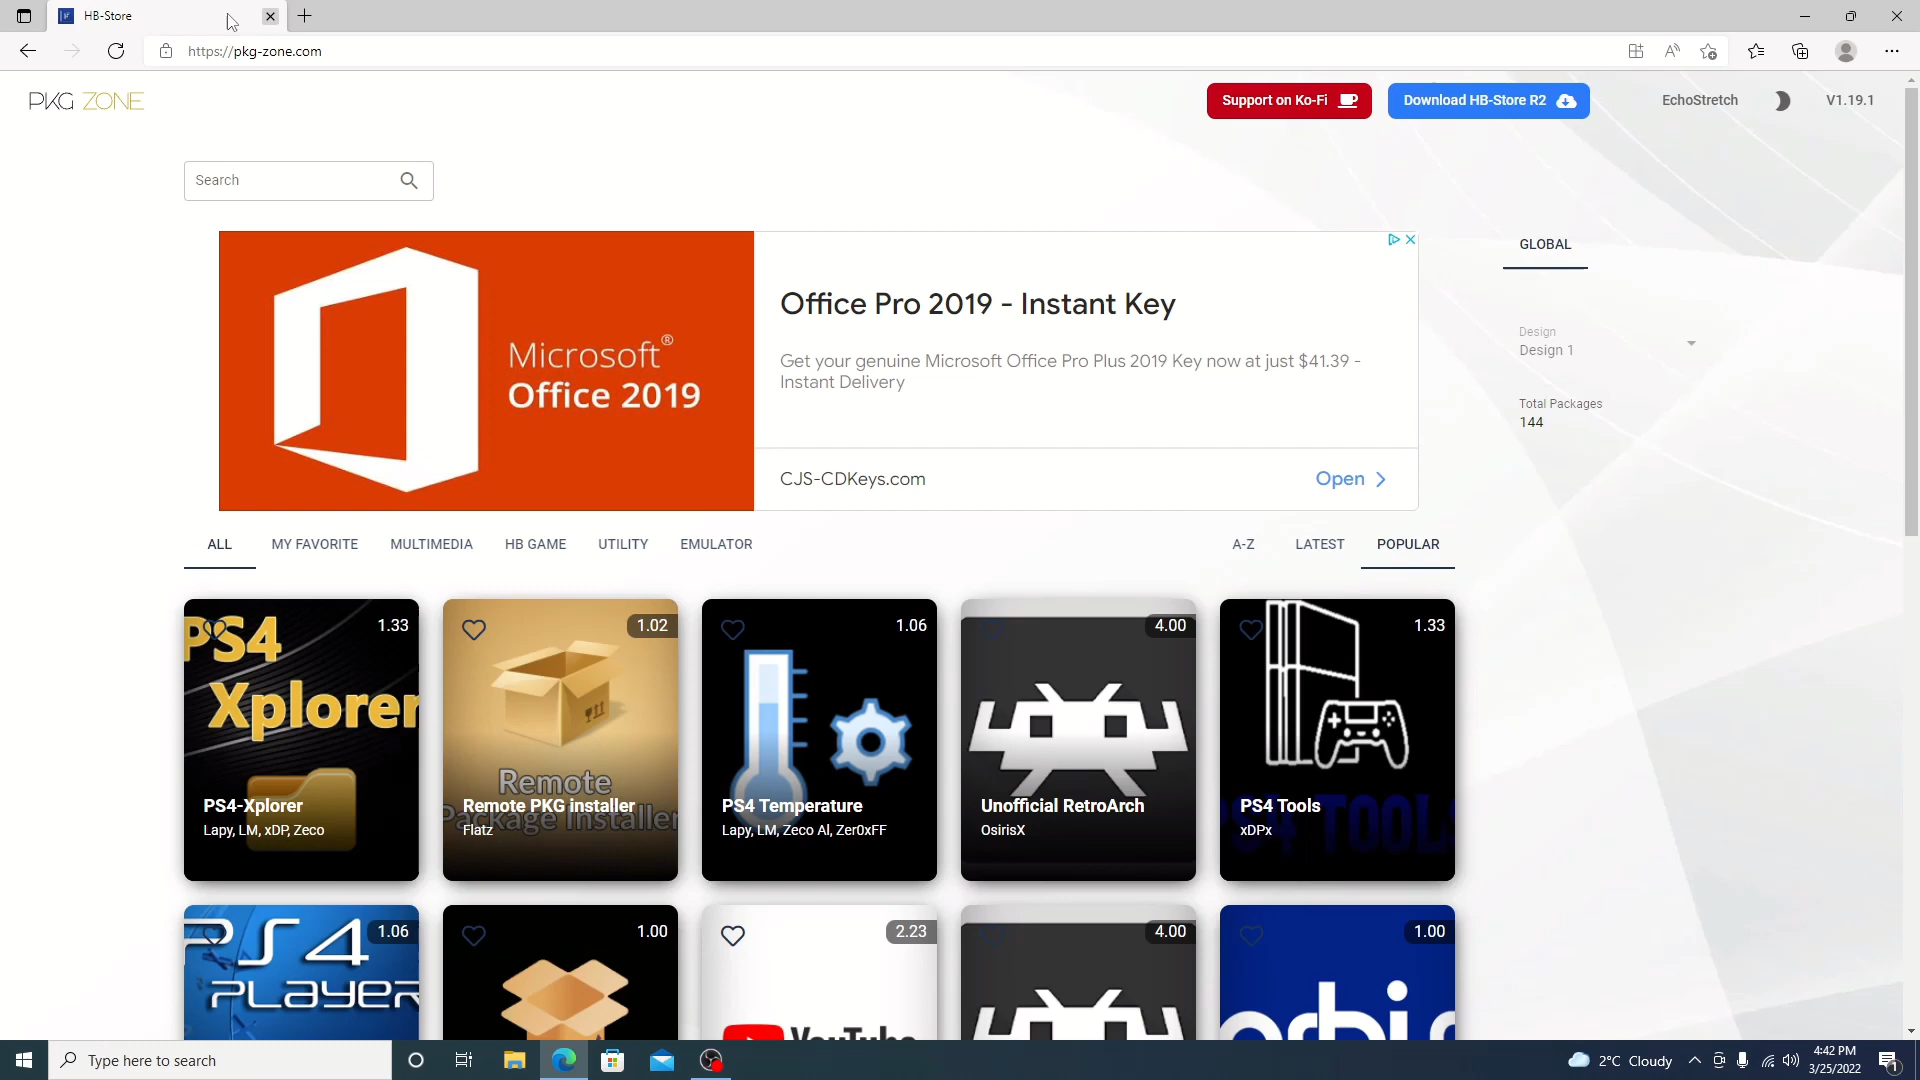 HB-Store
https://pkg-zone.com
PKG ZONE
Support on Ko-Fi
Download HB-Store R2
EchoStretch
V1.19.1
Search
Microsoft®
Office 2019
Office Pro 2019 - Instant Key
Get your genuine Microsoft Office Pro Plus 2019 Key now at just $41.39 -
Instant Delivery
CJS-CDKeys.com
Open
GLOBAL
Design
Design 1
Total Packages
144
ALL
MY FAVORITE
MULTIMEDIA
HB GAME
UTILITY
EMULATOR
A-Z
LATEST
POPULAR
PS4
Xplorer
1.33
PS4-Xplorer
Lapy, LM, xDP, Zeco
1.02
Remote
Package Installer
Remote PKG installer
Flatz
1.06
PS4 Temperature
Lapy, LM, Zeco Al, Zer0xFF
4.00
Unofficial RetroArch
OsirisX
1.33
PS4 TOOLS
PS4 Tools
xDPx
PS4
PLAYER
1.06
1.00
2.23
YouTube
4.00
1.00
Type here to search
2°C Cloudy
4:42 PM
3/25/2022
1